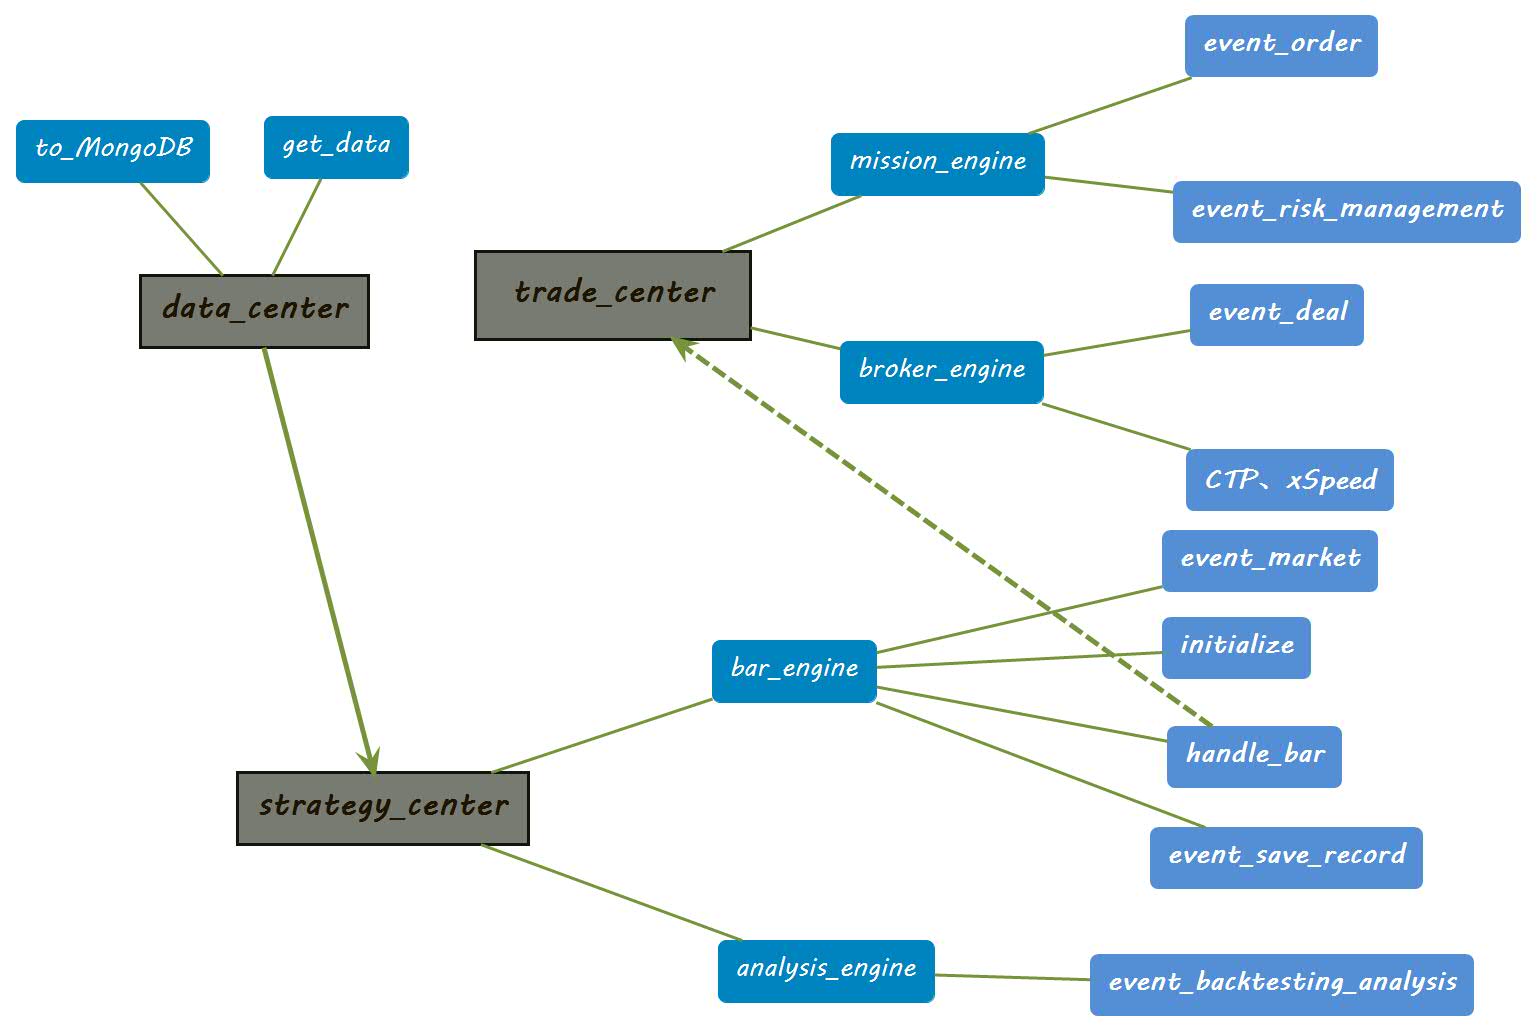 event_order
to_MongoDB
get_data
mission_engine
event_risk_management
data_center
trade_center
event_deal
broker_engine
CTP、xSpeed
event_market
bar_engine
initialize
handle_bar
strategy_center
event_save_record
analysis_engine
event_backtesting_analysis